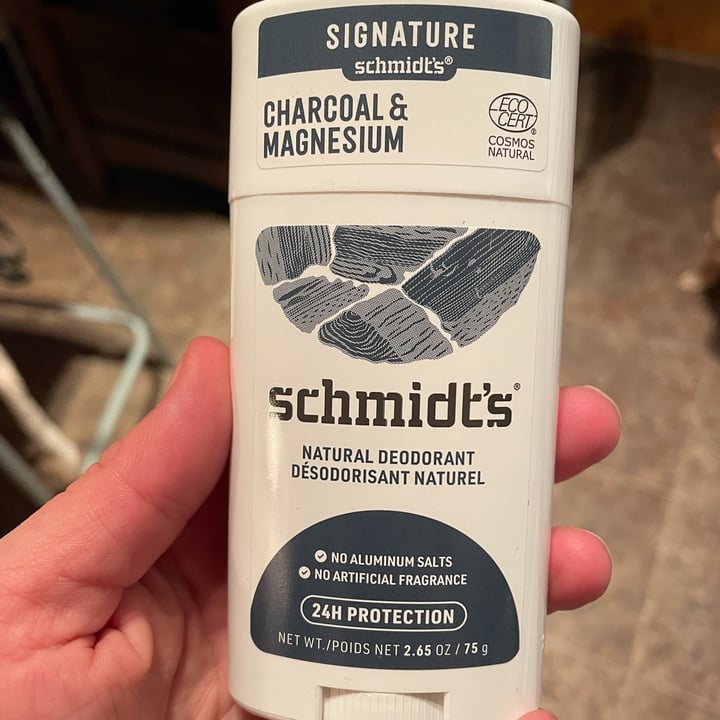 SIGNATURE
schmidt's®
CHARCOAL &
MAGNESIUM
ECO
CERT®
COSMOS
NATURAL
schmidt's®
NATURAL DEODORANT
DÉSODORISANT NATUREL
NO ALUMINUM SALTS
NO ARTIFICIAL FRAGRANCE
24H PROTECTION
NET WT./POIDS NET 2.65 OZ / 75 g